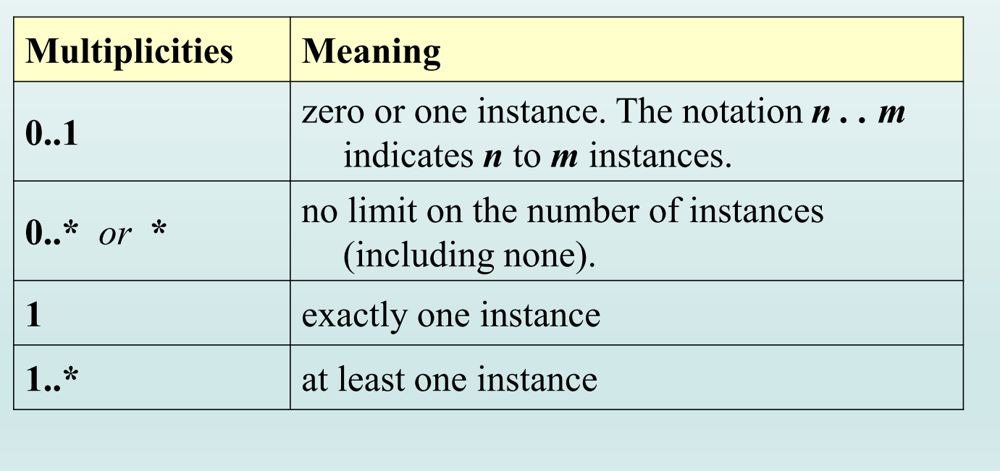 Multiplicities
Meaning
0..1
zero or one instance. The notation n . . m
indicates n to m instances.
0..* or *
no limit on the number of instances
(including none).
1
exactly one instance
1..*
at least one instance